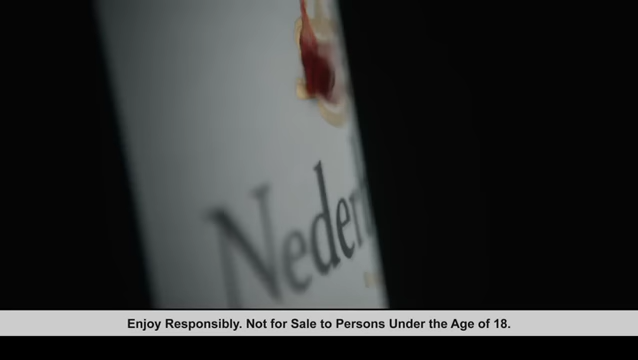 Neder
Enjoy Responsibly. Not for Sale to Persons Under the Age of 18.